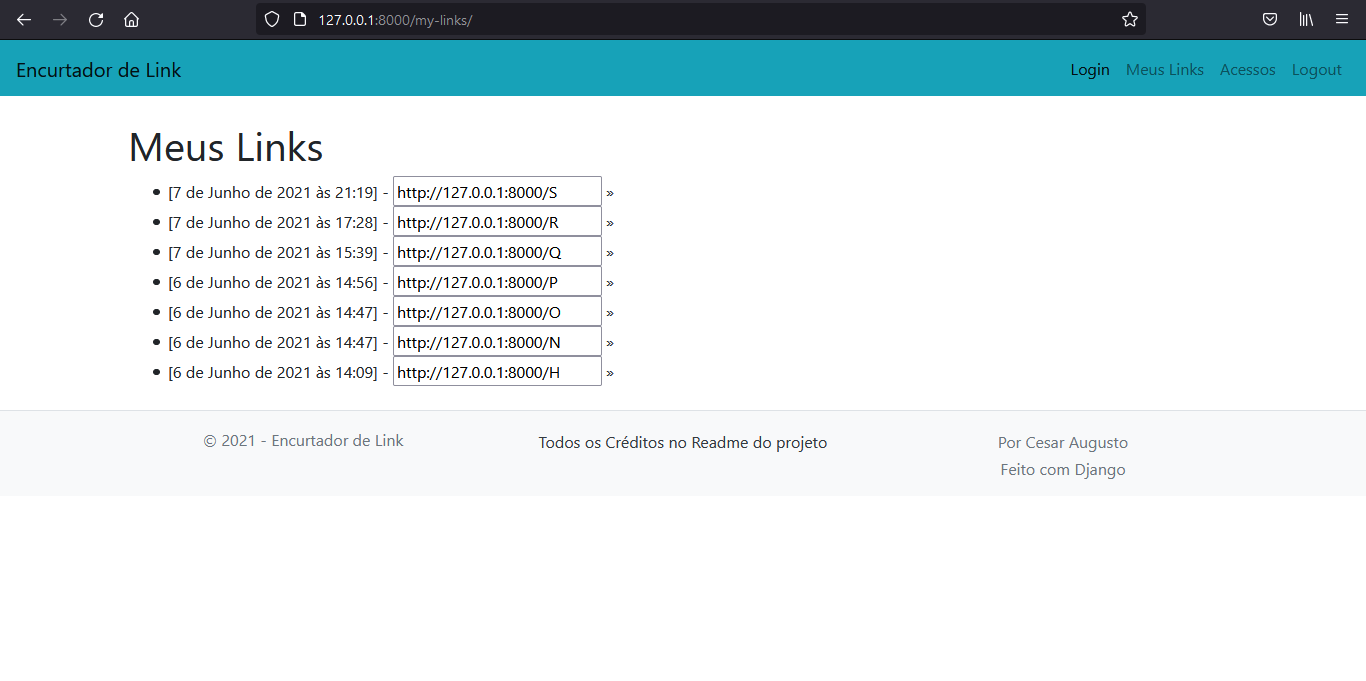 127.0.0.1:8000/my-links/
Encurtador de Link Login Meus Links Acessos Logout
Meus Links
• [7 de Junho de 2021 às 21:19] - http://127.0.0.1:8000/S »
• [7 de Junho de 2021 às 17:28] - http://127.0.0.1:8000/R »
• [7 de Junho de 2021 às 15:39] - http://127.0.0.1:8000/Q »
• [6 de Junho de 2021 às 14:56] - http://127.0.0.1:8000/P »
• [6 de Junho de 2021 às 14:47] - http://127.0.0.1:8000/O »
• [6 de Junho de 2021 às 14:47] - http://127.0.0.1:8000/N »
• [6 de Junho de 2021 às 14:09] - http://127.0.0.1:8000/H »
© 2021 - Encurtador de Link
Todos os Créditos no Readme do projeto
Por Cesar Augusto
Feito com Django